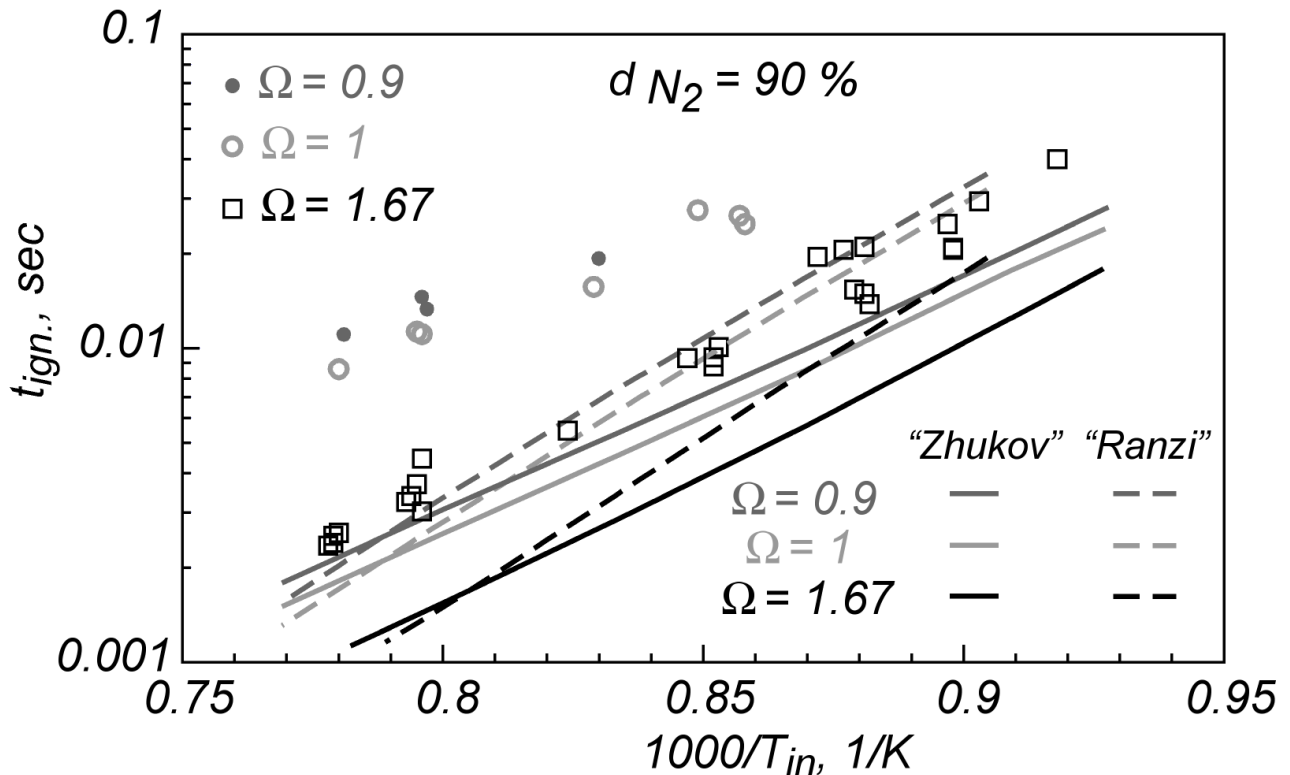 0.1
Ω = 0.9
d N2 = 90 %
Ω = 1
Ω = 1.67
tign., sec
0.01
“Zhukov” “Ranzi”
Ω = 0.9
Ω = 1
Ω = 1.67
0.001
0.75 0.8 0.85 0.9 0.95
1000/Tin, 1/K